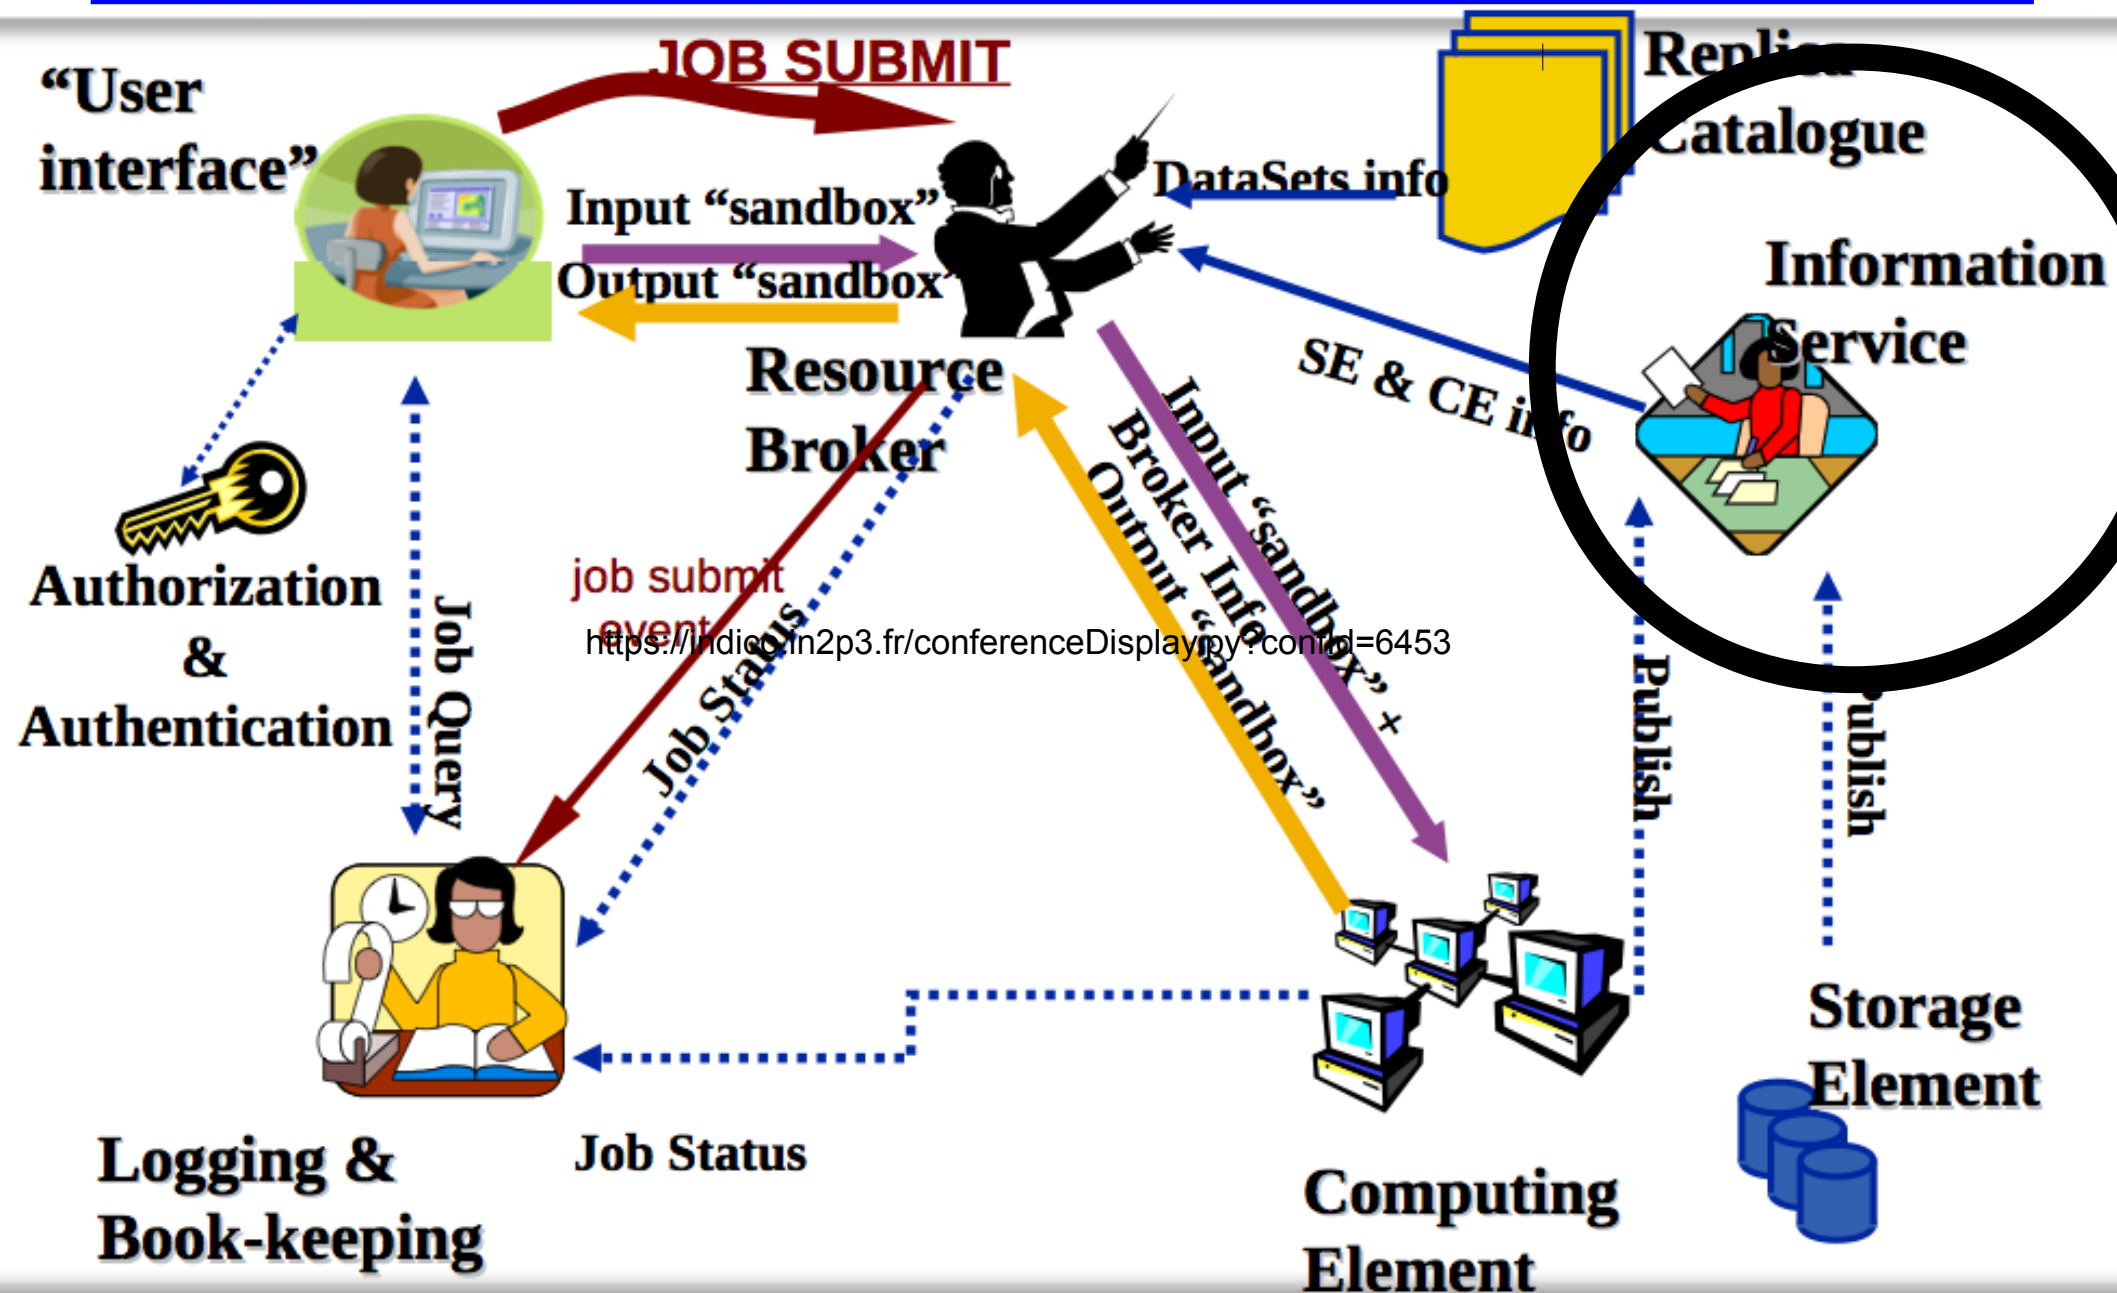 JOB SUBMIT
“User
interface”
Replica
Catalogue
DataSets info
Input “sandbox”
Output “sandbox”
Information
Service
SE & CE info
Resource
Broker
Input “sandbox” +
Broker Info
Output “sandbox”
Authorization
&
Authentication
Job Query
job submit
event
Job Status
https://indico.in2p3.fr/conferenceDisplay.py?confId=6453
Publish
Publish
Storage
Element
Logging &
Book-keeping
Job Status
Computing
Element